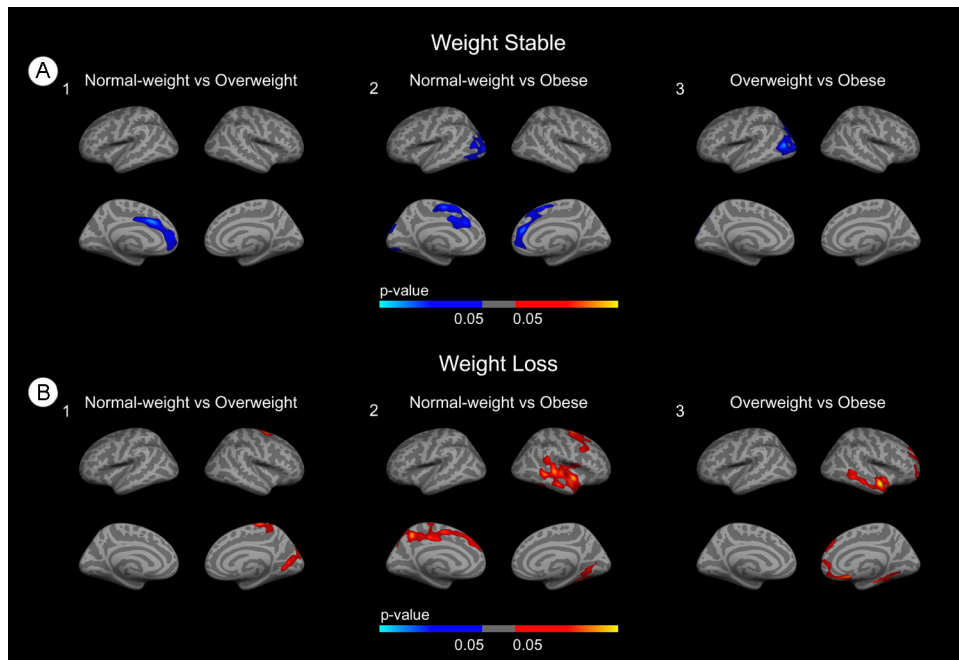 Weight Stable
A
1 Normal-weight vs Overweight
2 Normal-weight vs Obese
3 Overweight vs Obese
p-value
0.05 0.05
Weight Loss
B
1 Normal-weight vs Overweight
2 Normal-weight vs Obese
3 Overweight vs Obese
p-value
0.05 0.05